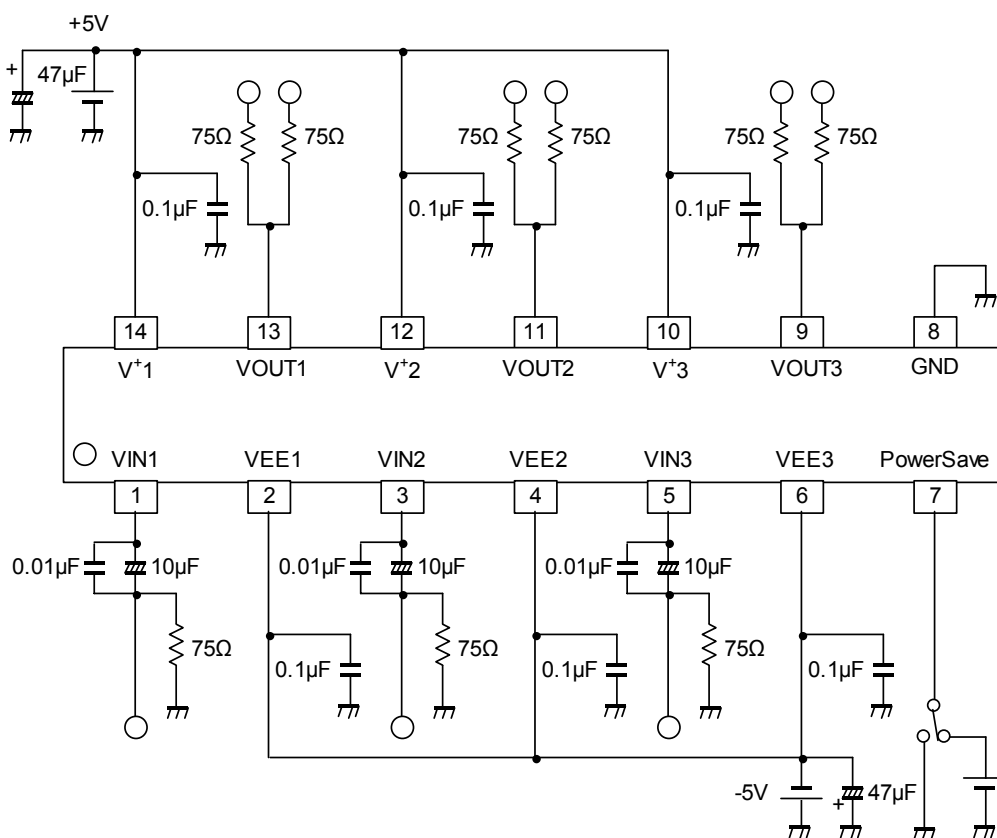 +5V
+
47µF
75Ω 75Ω 75Ω 75Ω 75Ω 75Ω
0.1µF 0.1µF 0.1µF
14 13 12 11 10 9 8
V+1 VOUT1 V+2 VOUT2 V+3 VOUT3 GND
VIN1 VEE1 VIN2 VEE2 VIN3 VEE3 PowerSave
1 2 3 4 5 6 7
0.01µF 10µF 0.01µF 10µF 0.01µF 10µF
75Ω 75Ω 75Ω
0.1µF 0.1µF 0.1µF
-5V + 47µF